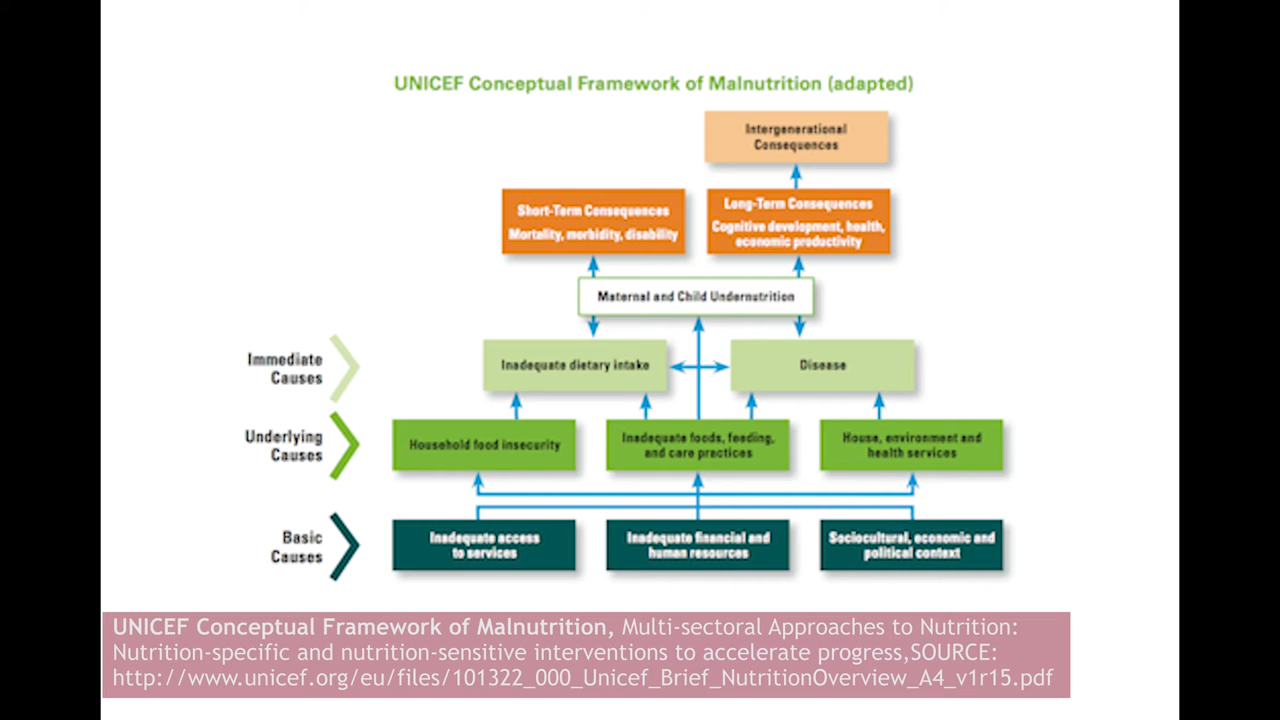 UNICEF Conceptual Framework of Malnutrition (adapted)
Intergenerational
Consequences
Short-Term Consequences
Mortality, morbidity, disability
Long-Term Consequences
Cognitive development, health,
economic productivity
Maternal and Child Undernutrition
Immediate
Causes
Inadequate dietary intake
Disease
Underlying
Causes
Household food insecurity
Inadequate foods, feeding,
and care practices
House, environment and
health services
Basic
Causes
Inadequate access
to services
Inadequate financial and
human resources
Sociocultural, economic and
political context
UNICEF Conceptual Framework of Malnutrition, Multi-sectoral Approaches to Nutrition:
Nutrition-specific and nutrition-sensitive interventions to accelerate progress,SOURCE:
http://www.unicef.org/eu/files/101322_000_Unicef_Brief_NutritionOverview_A4_v1r15.pdf